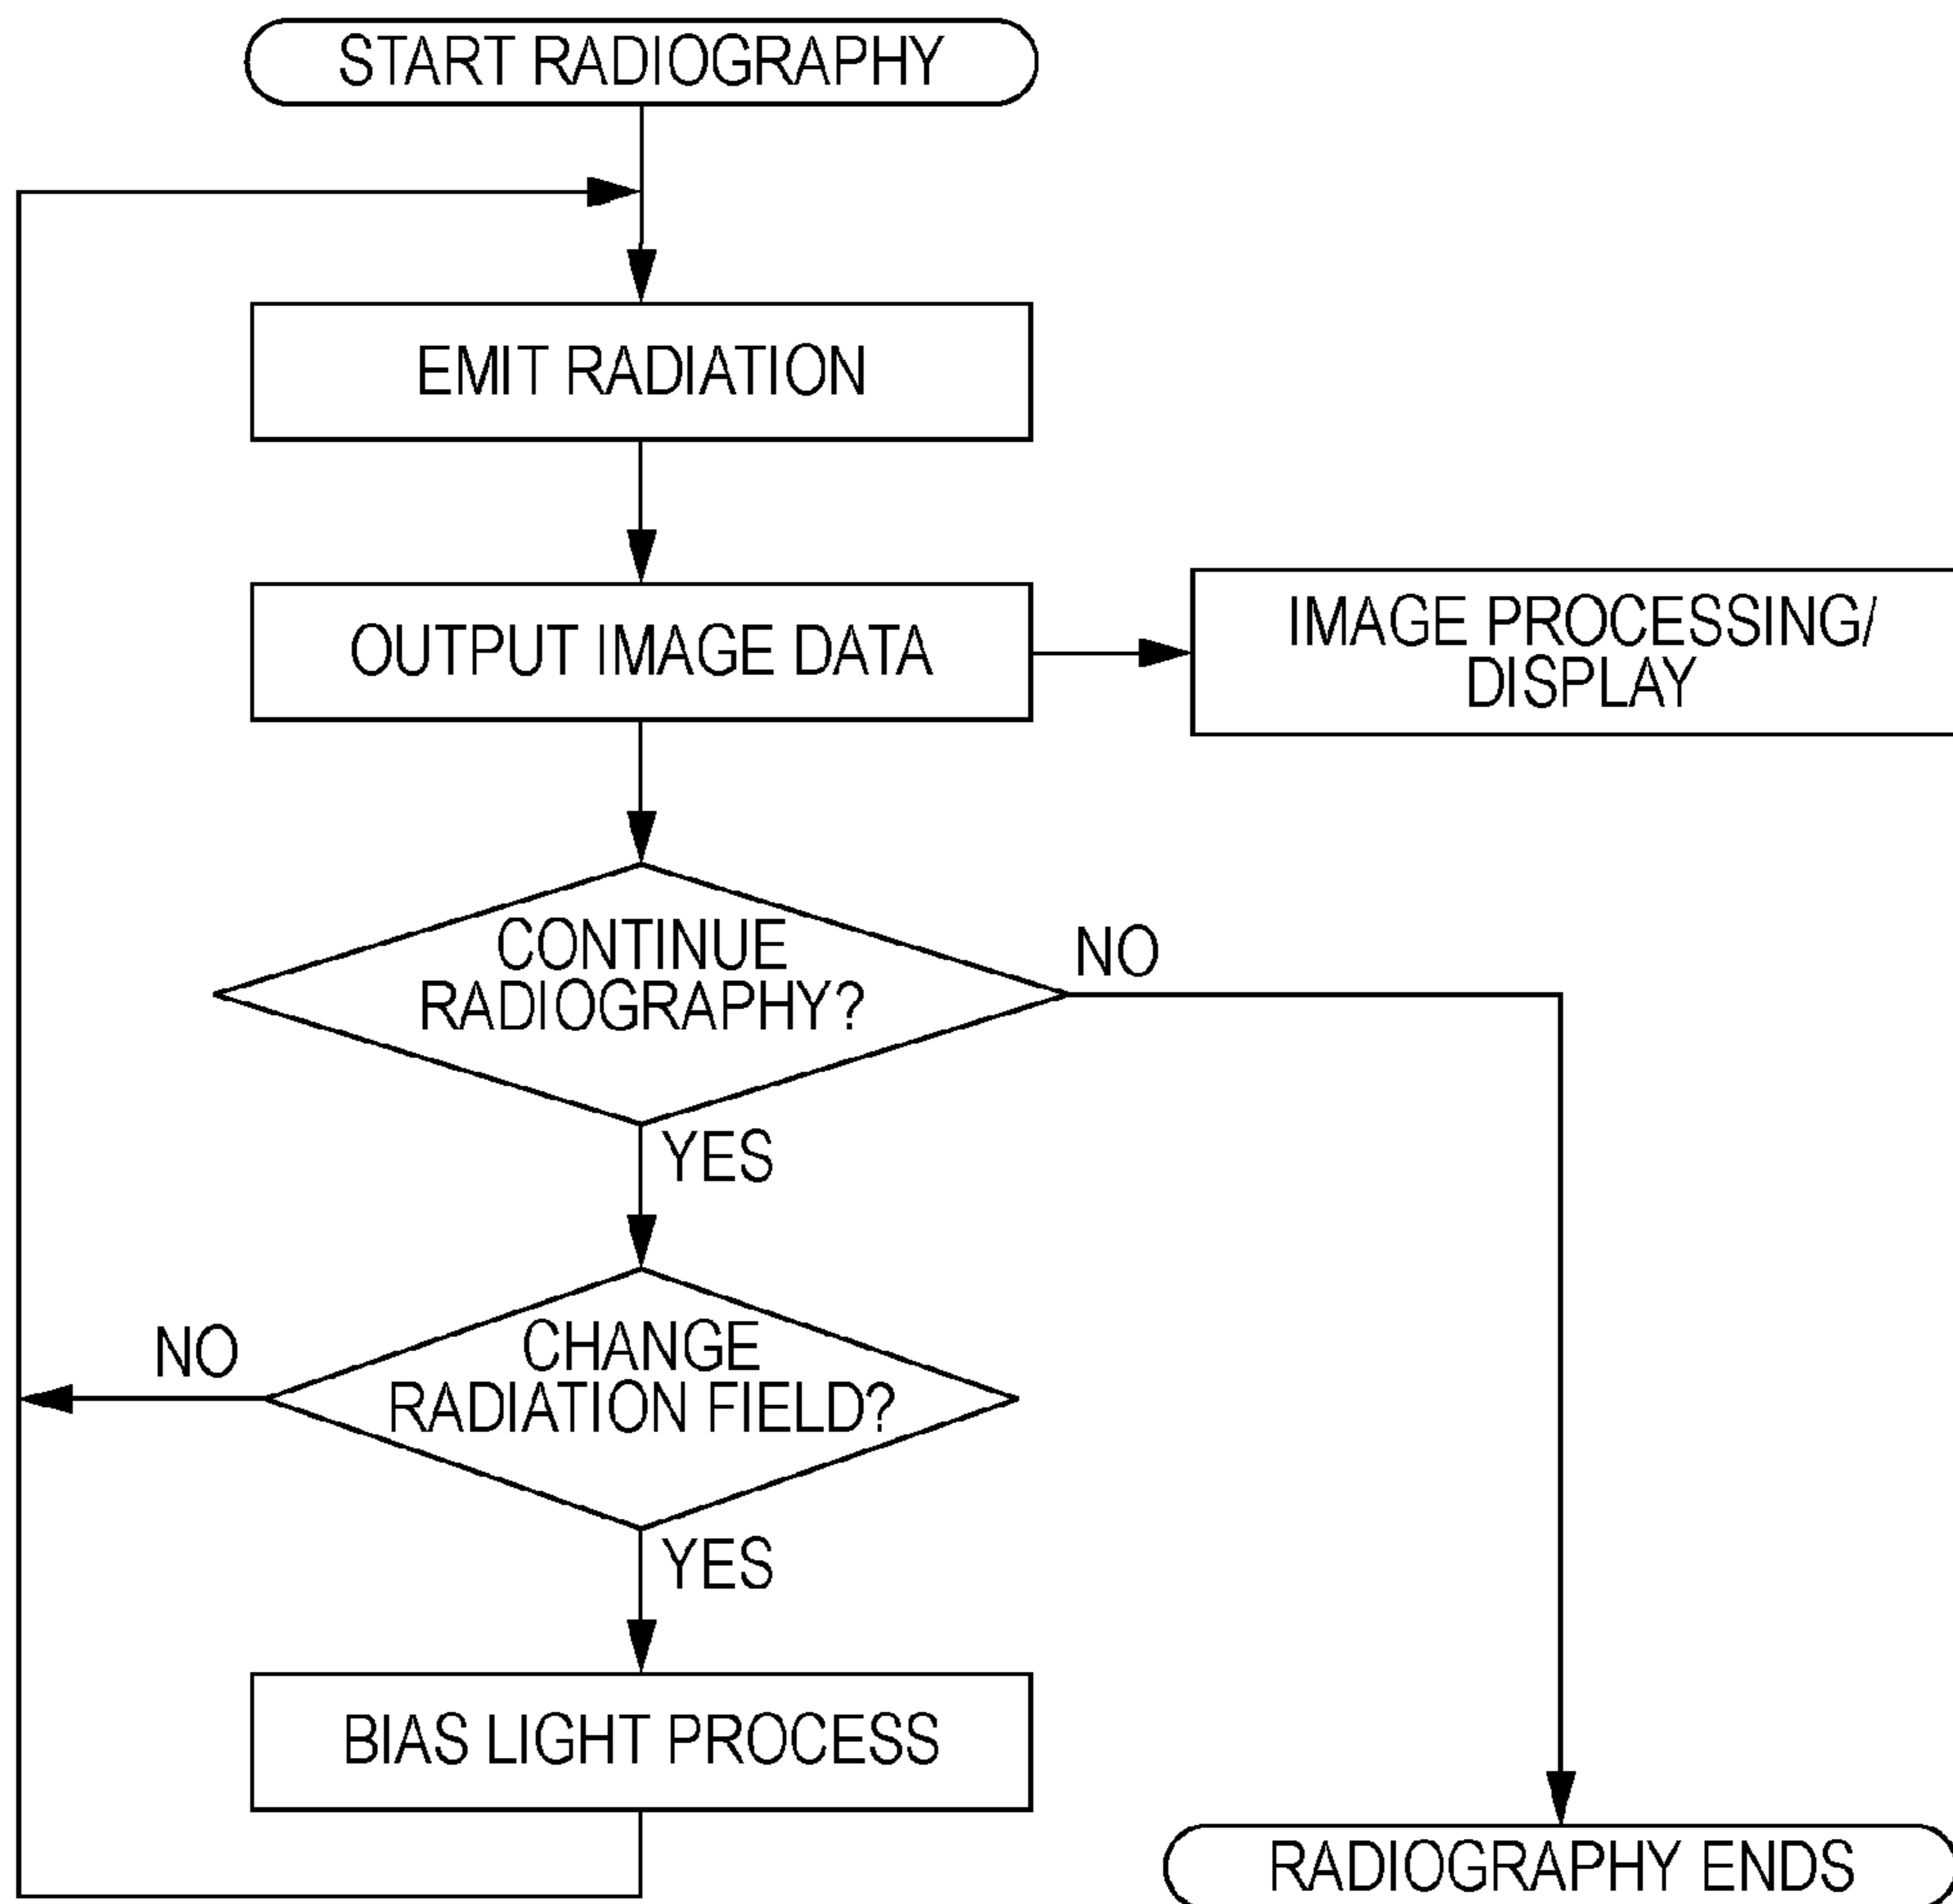 START RADIOGRAPHY
EMIT RADIATION
OUTPUT IMAGE DATA
IMAGE PROCESSING/
DISPLAY
CONTINUE
RADIOGRAPHY?
NO
YES
CHANGE
RADIATION FIELD?
NO
YES
BIAS LIGHT PROCESS
RADIOGRAPHY ENDS